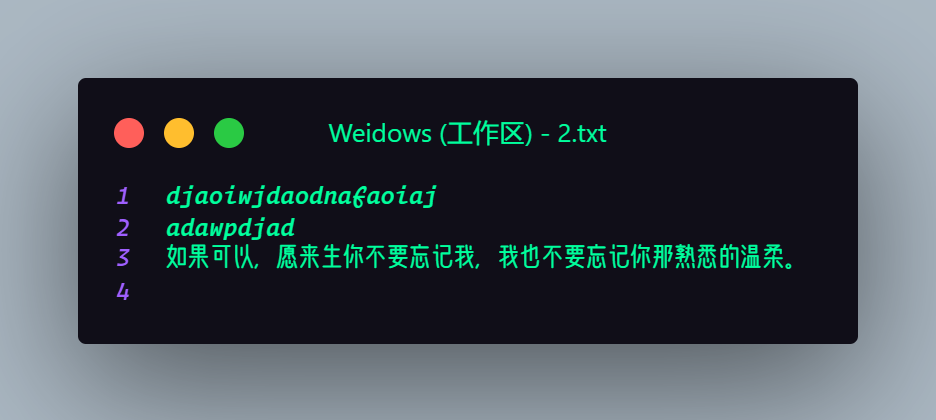 Weidows (工作区) - 2.txt
1 djaoiwjdaodnafaoiaj
2 adawpdjad
3 如果可以，愿来生你不要忘记我，我也不要忘记你那熟悉的温柔。
4